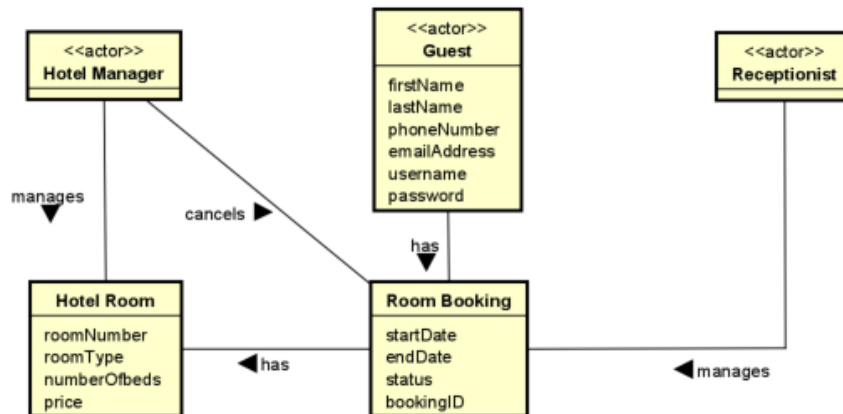 <<actor>>
Hotel Manager
<<actor>>
Guest
firstName
lastName
phoneNumber
emailAddress
username
password
<<actor>>
Receptionist
manages
cancels
has
Hotel Room
roomNumber
roomType
numberOfbeds
price
has
Room Booking
startDate
endDate
status
bookingID
manages